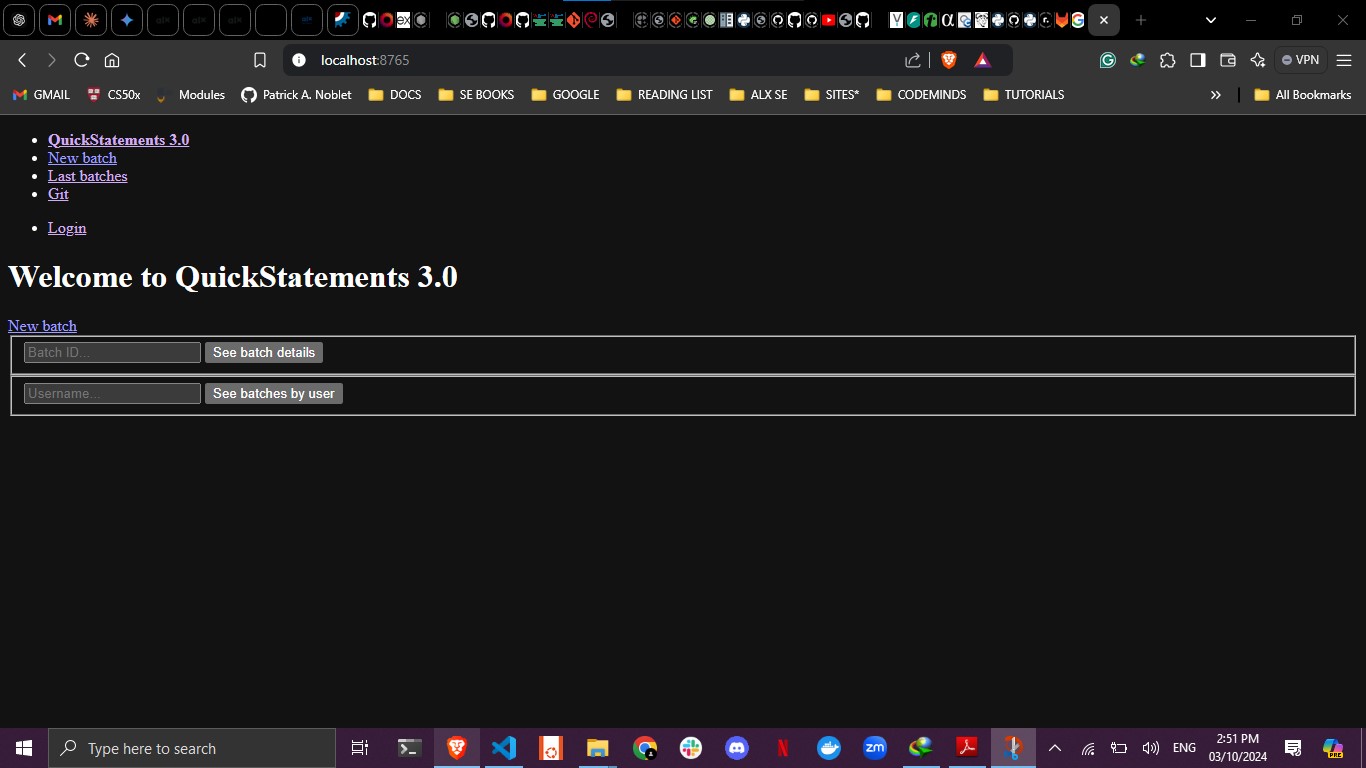 localhost:8765
VPN
GMAIL
CS50x
Modules
Patrick A. Noblet
DOCS
SE BOOKS
GOOGLE
READING LIST
ALX SE
SITES*
CODEMINDS
TUTORIALS
All Bookmarks
QuickStatements 3.0
New batch
Last batches
Git
Login
Welcome to QuickStatements 3.0
New batch
Batch ID... See batch details
Username... See batches by user
Type here to search
zm
ENG
2:51 PM
03/10/2024
PRE